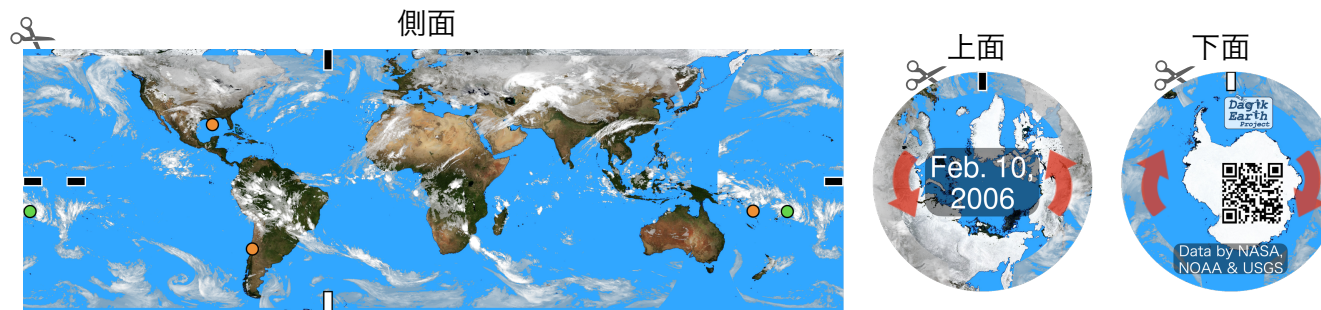 側面
上面
下面
Feb. 10,
2006
Dagik
Earth
Project
Data by NASA,
NOAA & USGS